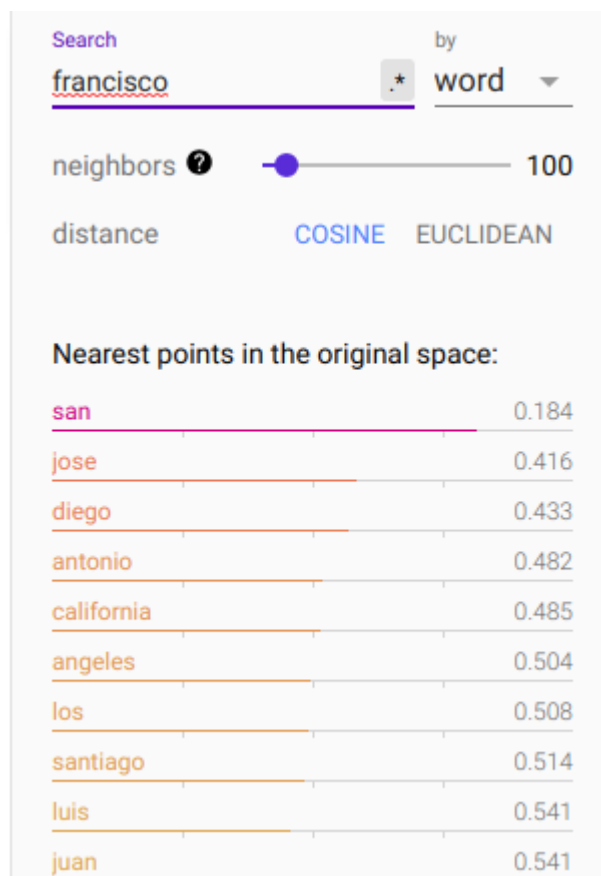 Search by
francisco .* word
neighbors ? 100
distance COSINE EUCLIDEAN
Nearest points in the original space:
san 0.184
jose 0.416
diego 0.433
antonio 0.482
california 0.485
angeles 0.504
los 0.508
santiago 0.514
luis 0.541
juan 0.541